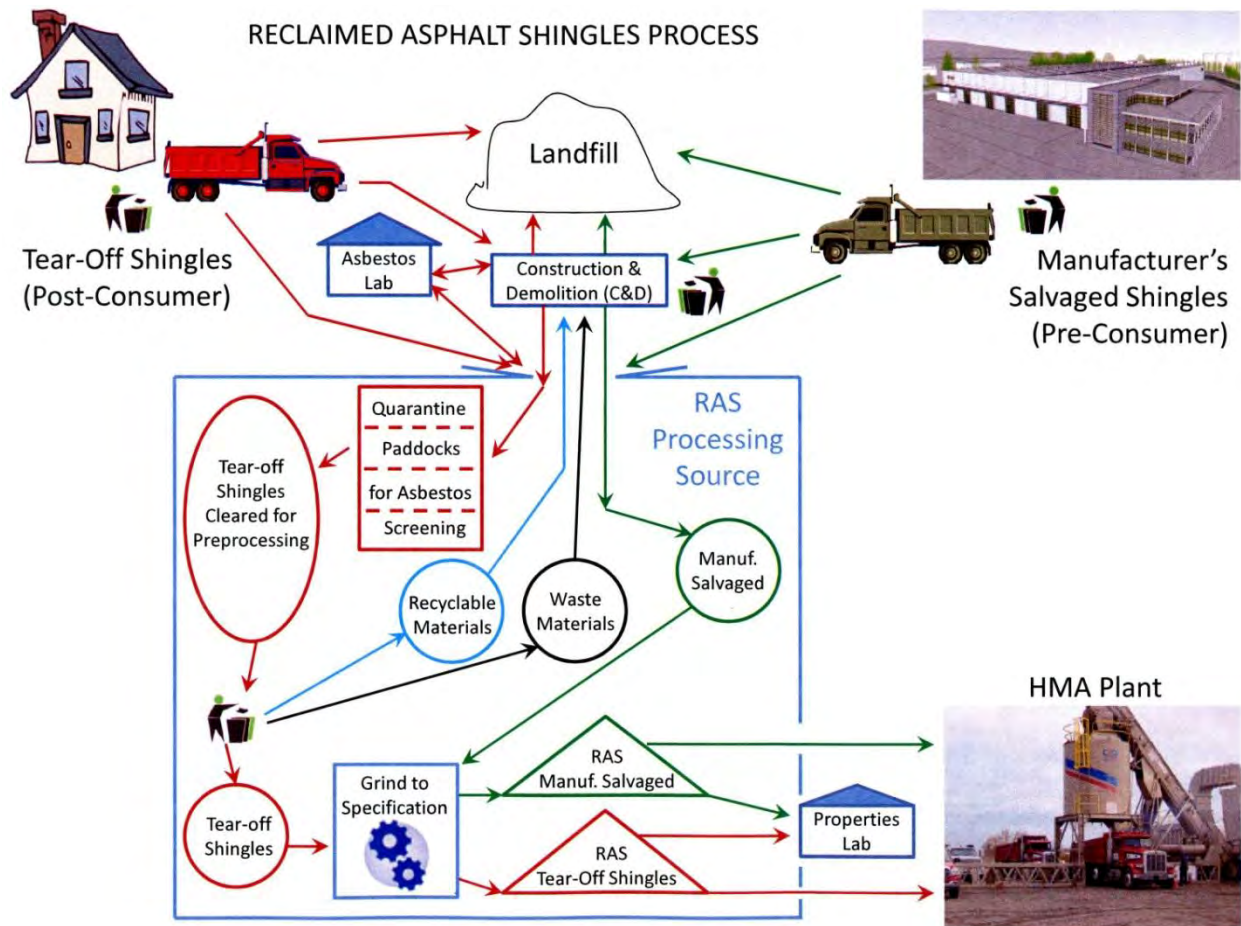 RECLAIMED ASPHALT SHINGLES PROCESS
Landfill
Tear-Off Shingles
(Post-Consumer)
Asbestos
Lab
Construction &
Demolition (C&D)
Manufacturer's
Salvaged Shingles
(Pre-Consumer)
RAS
Processing
Source
Quarantine
Paddocks
for Asbestos
Screening
Tear-off
Shingles
Cleared for
Preprocessing
Recyclable
Materials
Waste
Materials
Manuf.
Salvaged
HMA Plant
Tear-off
Shingles
Grind to
Specification
RAS
Manuf. Salvaged
RAS
Tear-Off Shingles
Properties
Lab